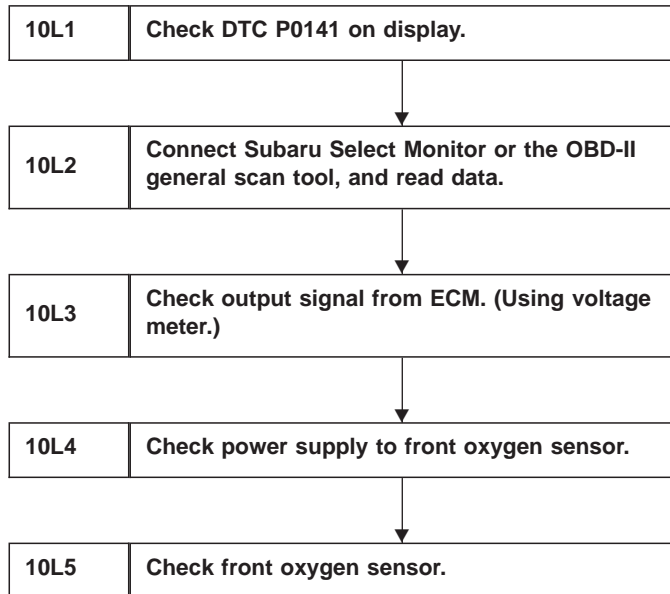 10L1 Check DTC P0141 on display.
10L2 Connect Subaru Select Monitor or the OBD-II
general scan tool, and read data.
10L3 Check output signal from ECM. (Using voltage
meter.)
10L4 Check power supply to front oxygen sensor.
10L5 Check front oxygen sensor.